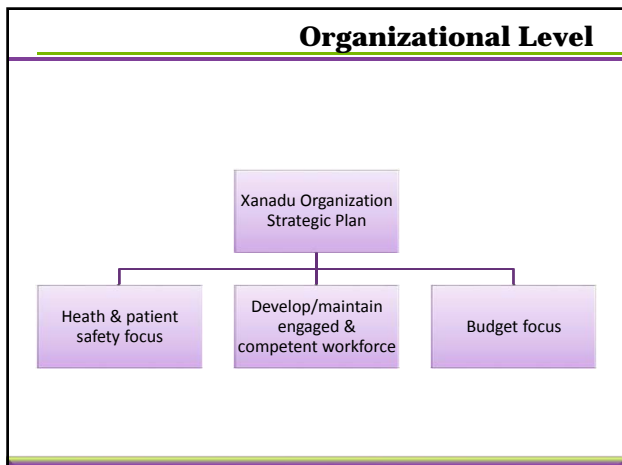 Organizational Level
Xanadu Organization
Strategic Plan
Heath & patient
safety focus
Develop/maintain
engaged &
competent workforce
Budget focus